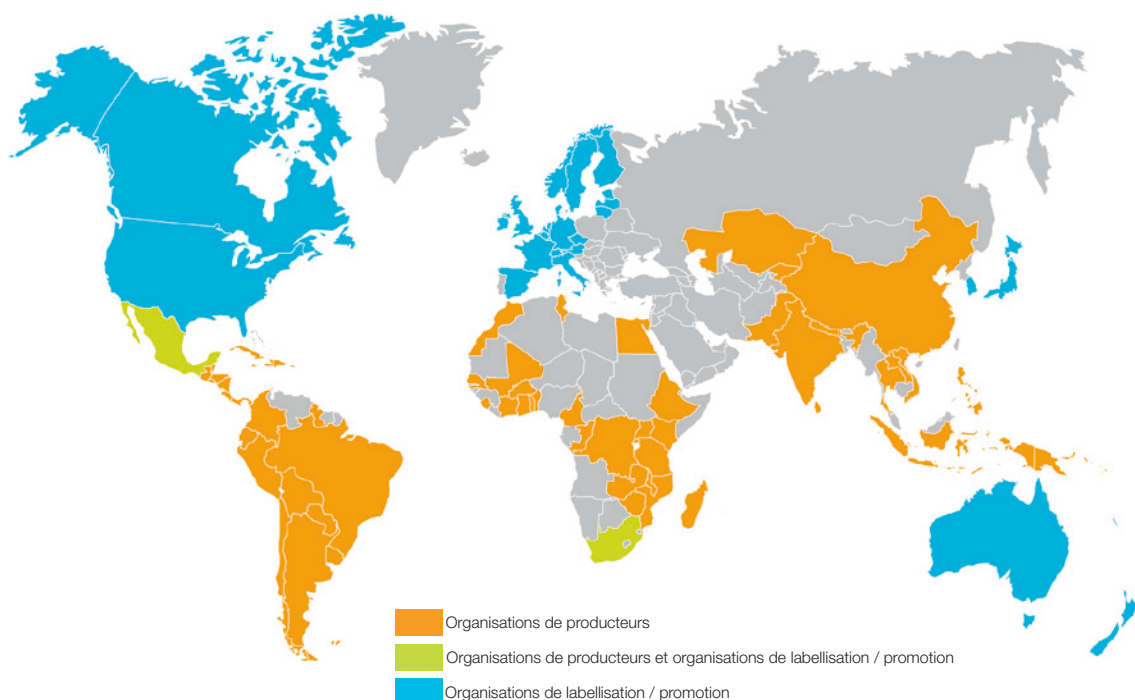 Organisations de producteurs
Organisations de producteurs et organisations de labellisation / promotion
Organisations de labellisation / promotion